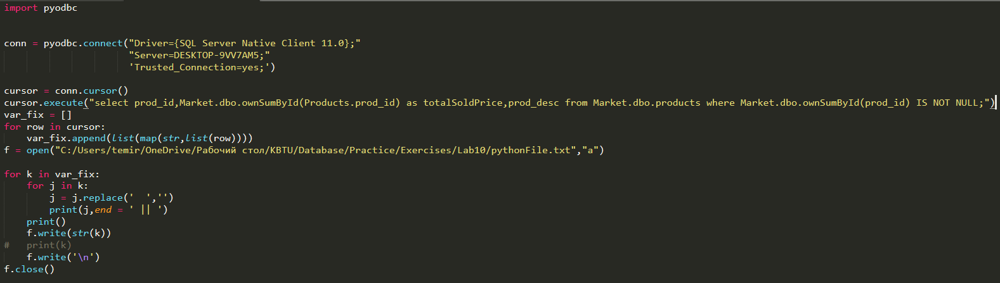 import pyodbc
conn = pyodbc.connect("Driver={SQL Server Native Client 11.0};"
"Server=DESKTOP-9VV7AM5;"
'Trusted_Connection=yes;')
cursor = conn.cursor()
cursor.execute("select prod_id,Market.dbo.ownSumById(Products.prod_id) as totalSoldPrice,prod_desc from Market.dbo.products where Market.dbo.ownSumById(prod_id) IS NOT NULL;")
var_fix = []
for row in cursor:
    var_fix.append(list(map(str,list(row))))
f = open("C:/Users/temir/OneDrive/Рабочий стол/KBTU/Database/Practice/Exercises/Lab10/pythonFile.txt","a")
for k in var_fix:
    for j in k:
        j = j.replace('  ','')
        print(j,end = ' || ')
    print()
    f.write(str(k))
#   print(k)
    f.write('\n')
f.close()